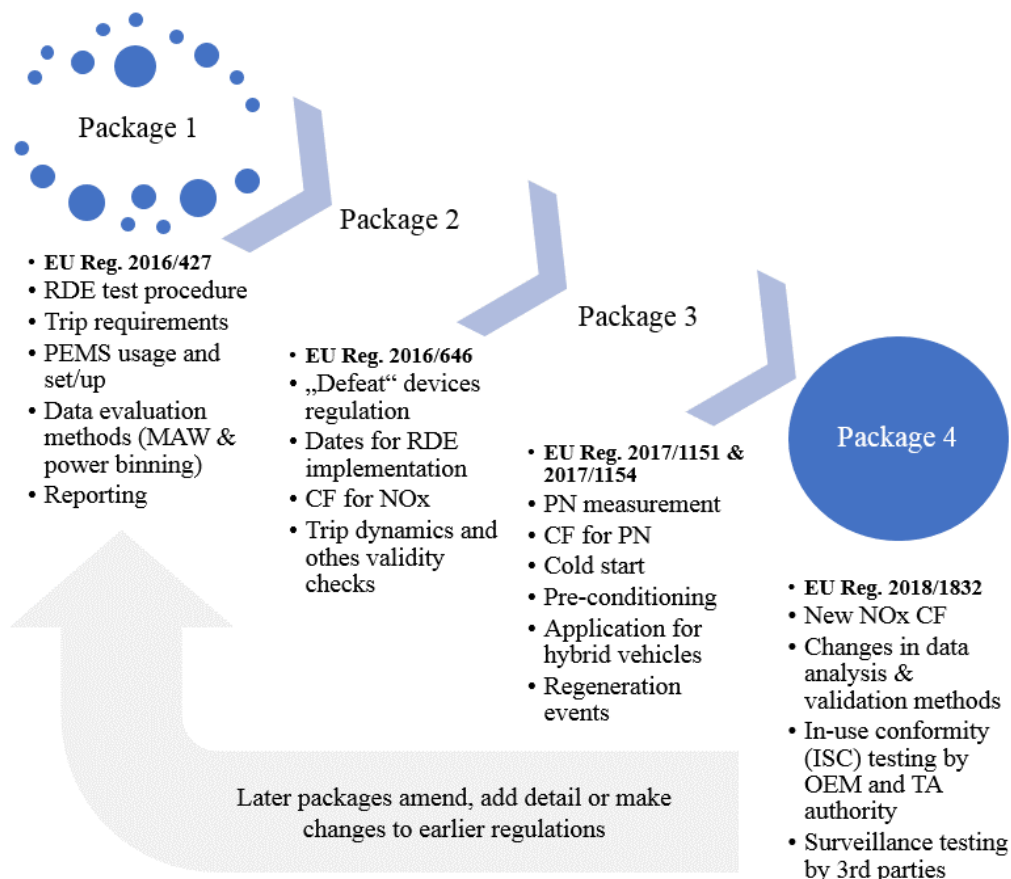 Package 1
• EU Reg. 2016/427
• RDE test procedure
• Trip requirements
• PEMS usage and
set/up
• Data evaluation
methods (MAW &
power binning)
• Reporting
Package 2
• EU Reg. 2016/646
• „Defeat“ devices
regulation
• Dates for RDE
implementation
• CF for NOx
• Trip dynamics and
othes validity
checks
Package 3
• EU Reg. 2017/1151 &
2017/1154
• PN measurement
• CF for PN
• Cold start
• Pre-conditioning
• Application for
hybrid vehicles
• Regeneration
events
Package 4
• EU Reg. 2018/1832
• New NOx CF
• Changes in data
analysis &
validation methods
• In-use conformity
(ISC) testing by
OEM and TA
authority
• Surveillance testing
by 3rd parties
Later packages amend, add detail or make
changes to earlier regulations